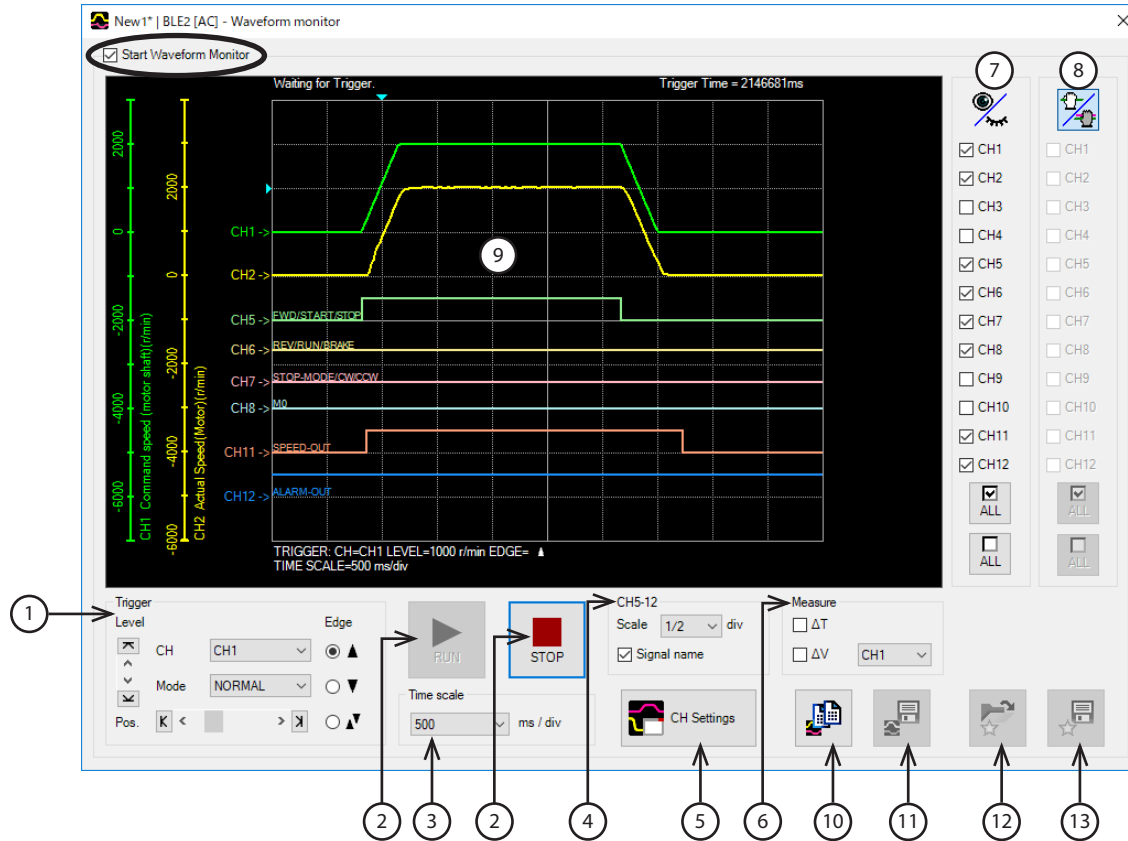 New1* | BLE2 [AC] - Waveform monitor
Start Waveform Monitor
Waiting for Trigger.
Trigger Time = 2146681ms
2000
0
-2000
-4000
-6000
CH1 Command speed (motor shaft)(r/min)
2000
0
-2000
-4000
-6000
CH2 Actual Speed(Motor)(r/min)
CH1 ->
CH2 ->
CH5 -> FWD/START/STOP
CH6 -> REV/RUN/BRAKE
CH7 -> STOP-MODE/CW/CCW
CH8 -> M0
CH11 -> SPEED-OUT
CH12 -> ALARM-OUT
9
TRIGGER: CH=CH1 LEVEL=1000 r/min EDGE=
TIME SCALE=500 ms/div
7
CH1
CH2
CH3
CH4
CH5
CH6
CH7
CH8
CH9
CH10
CH11
CH12
ALL
ALL
8
CH1
CH2
CH3
CH4
CH5
CH6
CH7
CH8
CH9
CH10
CH11
CH12
ALL
ALL
1
Trigger
Level
Edge
CH CH1
Mode NORMAL
Pos.
RUN
STOP
Time scale
500 ms / div
CH5-12
Scale 1/2 div
Signal name
CH Settings
Measure
ΔT
ΔV CH1
2
3
2
4
5
6
10
11
12
13